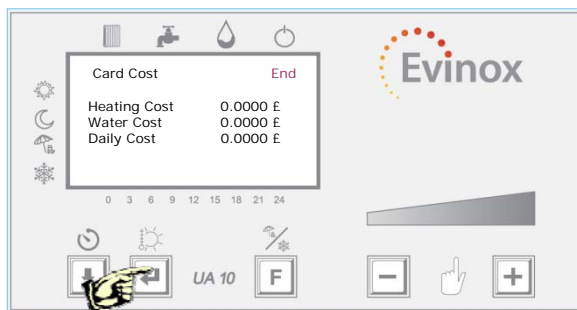 Card Cost End
Evinox
Heating Cost 0.0000 £
Water Cost 0.0000 £
Daily Cost 0.0000 £
0 3 6 9 12 15 18 21 24
UA 10 F
- +